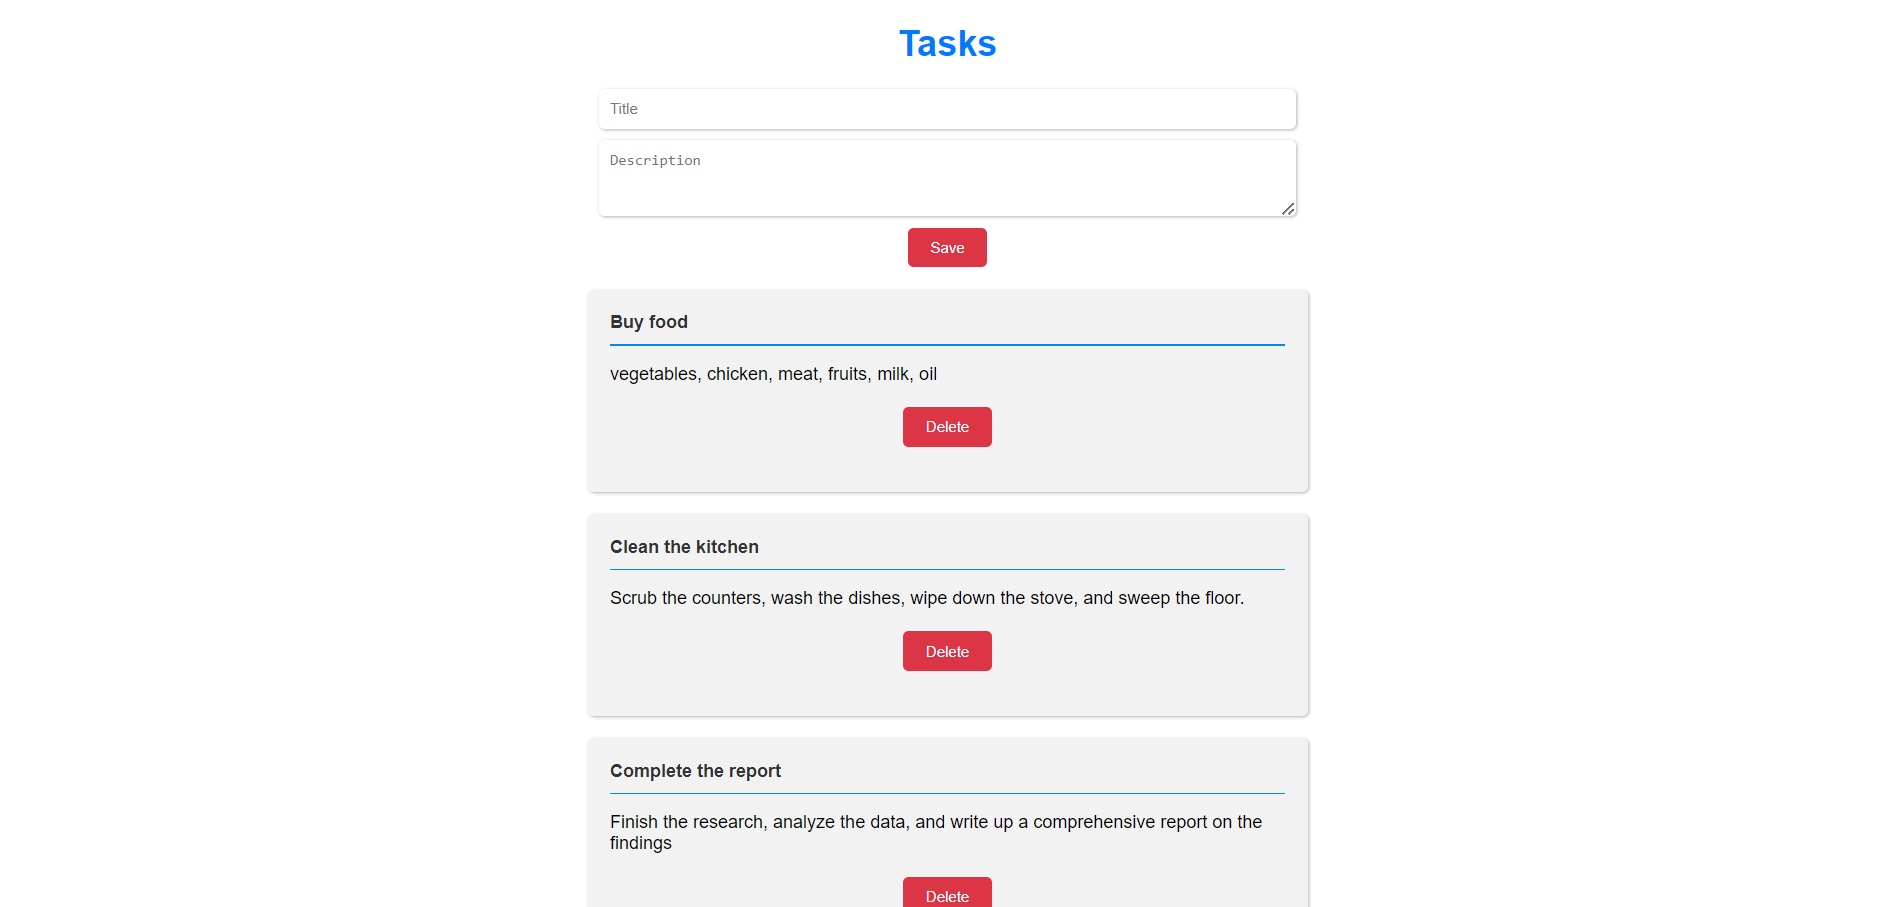 Tasks
Title
Description
Save
Buy food
vegetables, chicken, meat, fruits, milk, oil
Delete
Clean the kitchen
Scrub the counters, wash the dishes, wipe down the stove, and sweep the floor.
Delete
Complete the report
Finish the research, analyze the data, and write up a comprehensive report on the
findings
Delete